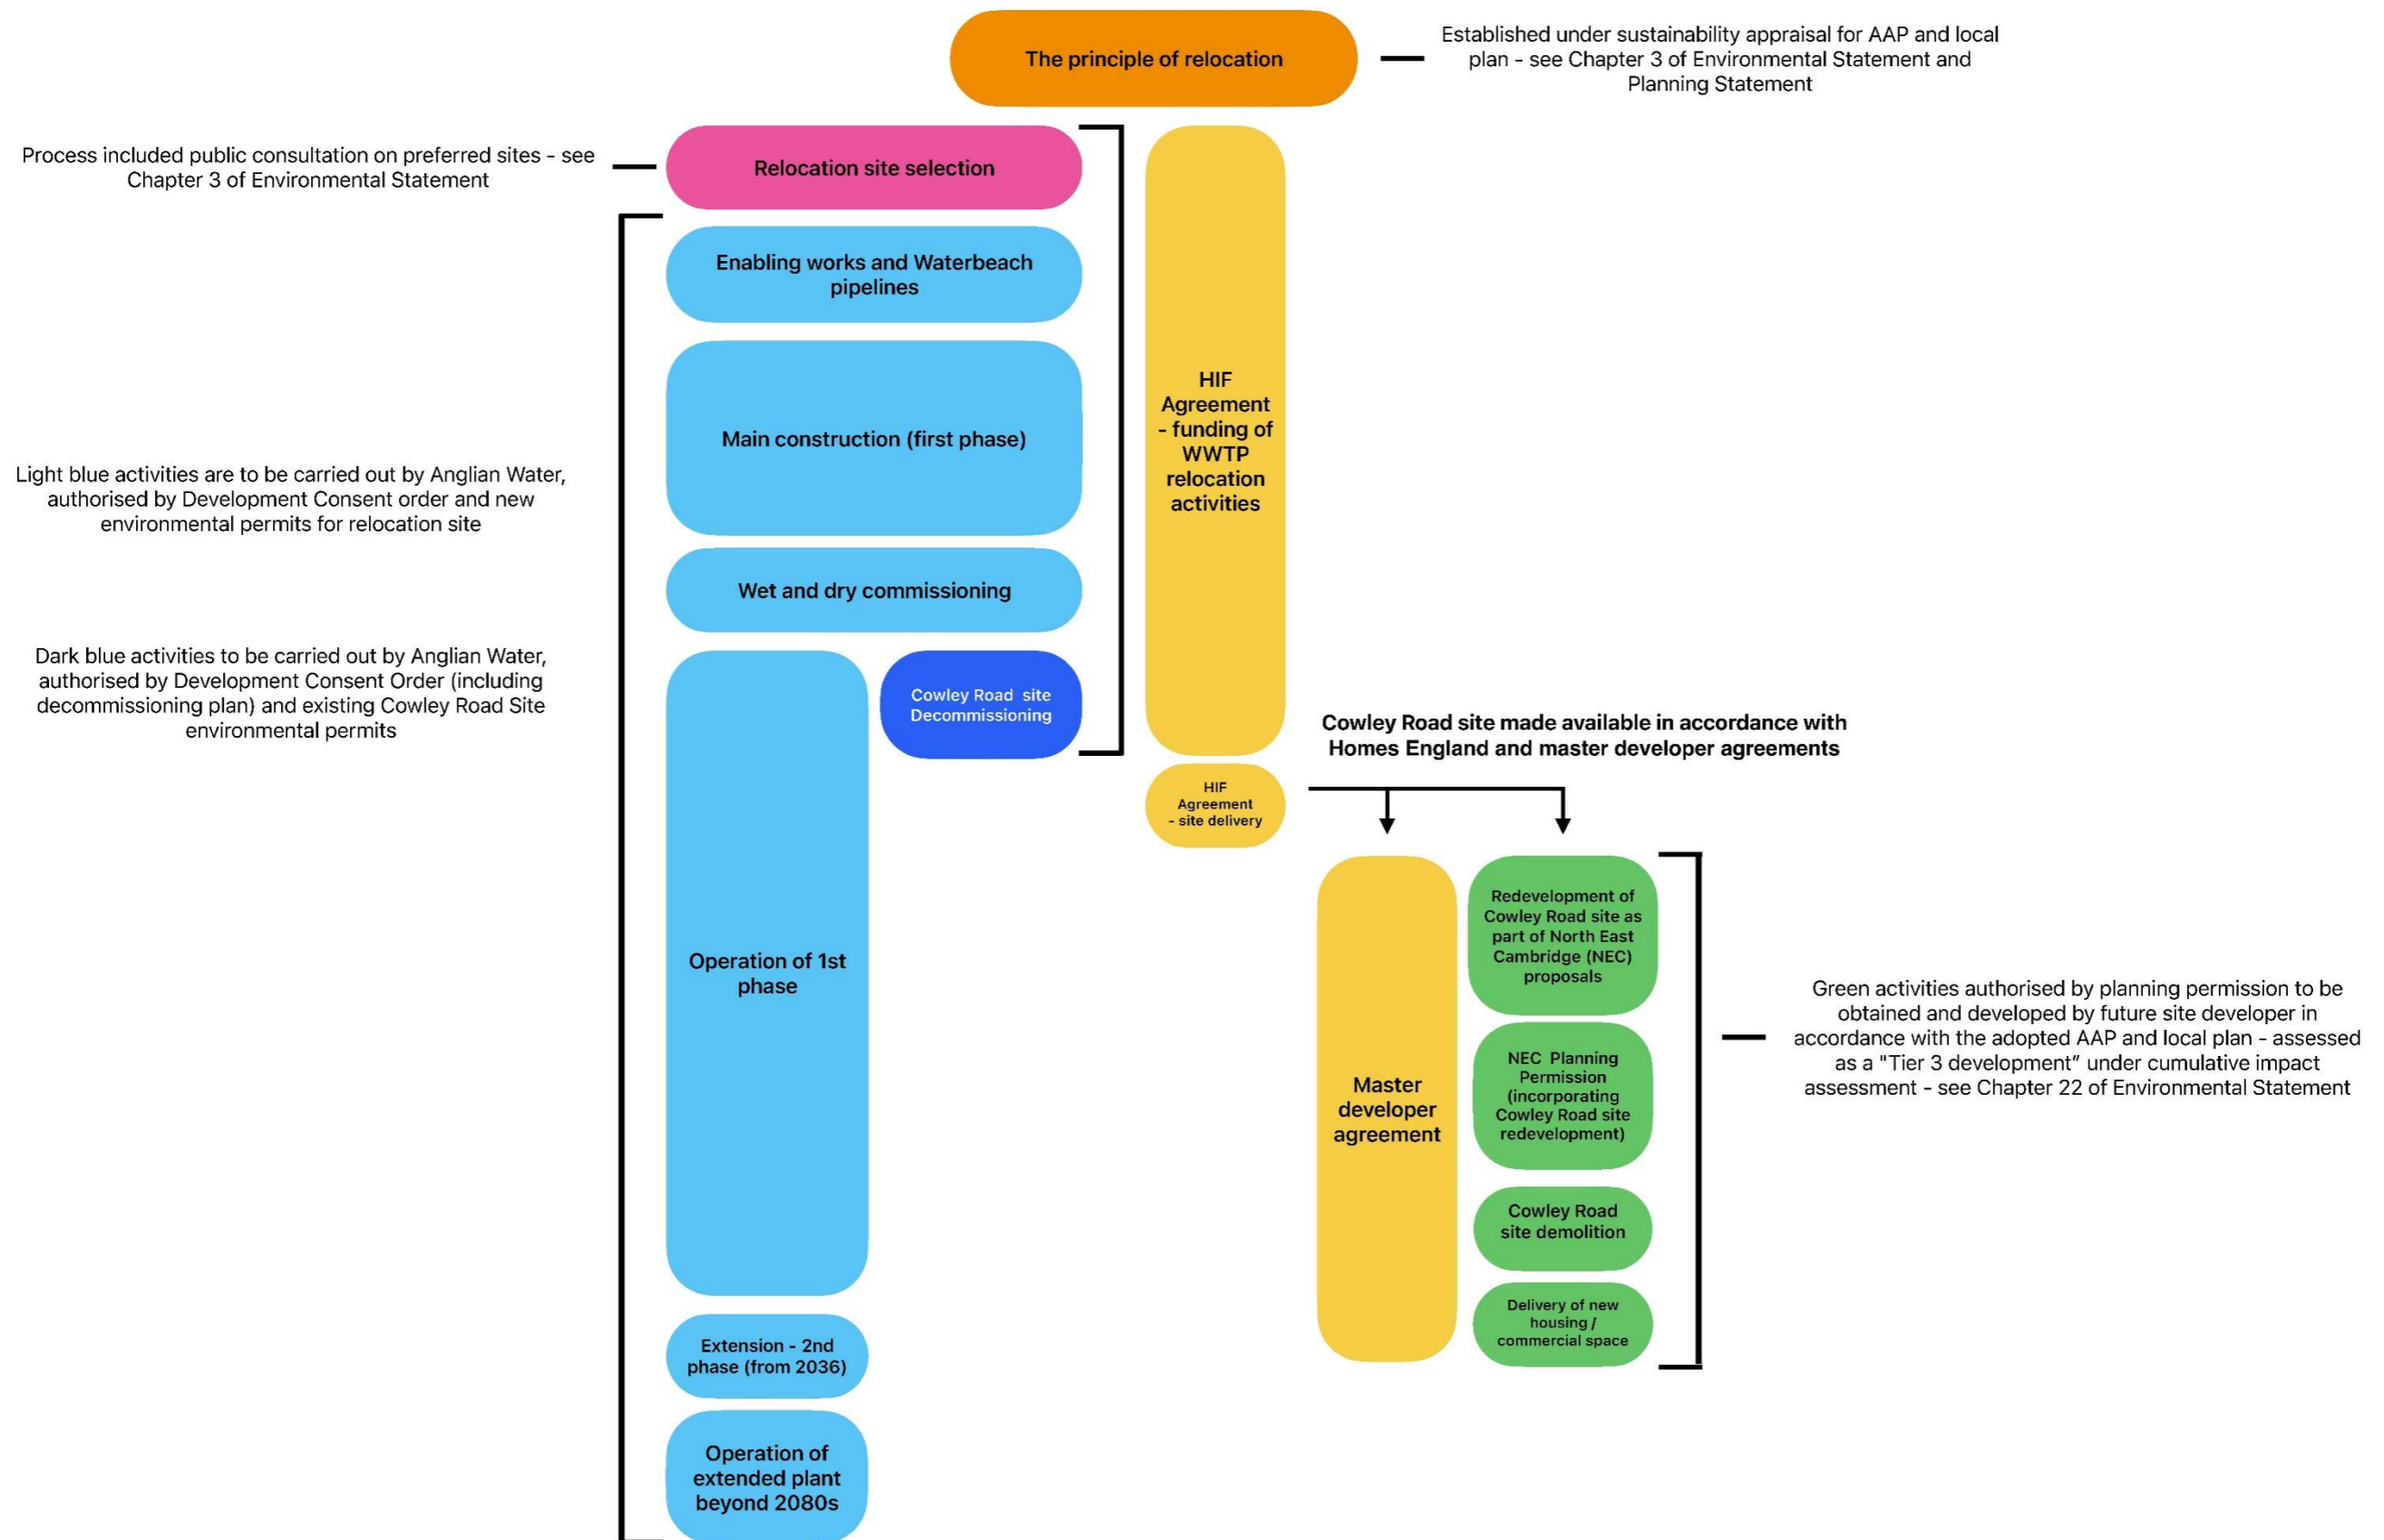 The principle of relocation
Established under sustainability appraisal for AAP and local
plan - see Chapter 3 of Environmental Statement and
Planning Statement
Process included public consultation on preferred sites - see
Chapter 3 of Environmental Statement
Relocation site selection
Enabling works and Waterbeach
pipelines
Main construction (first phase)
HIF
Agreement
- funding of
WWTP
relocation
activities
Light blue activities are to be carried out by Anglian Water,
authorised by Development Consent order and new
environmental permits for relocation site
Wet and dry commissioning
Dark blue activities to be carried out by Anglian Water,
authorised by Development Consent Order (including
decommissioning plan) and existing Cowley Road Site
environmental permits
Cowley Road site
Decommissioning
Cowley Road site made available in accordance with
Homes England and master developer agreements
HIF
Agreement
- site delivery
Operation of 1st
phase
Master
developer
agreement
Redevelopment of
Cowley Road site as
part of North East
Cambridge (NEC)
proposals
NEC Planning
Permission
(incorporating
Cowley Road site
redevelopment)
Cowley Road
site demolition
Delivery of new
housing /
commercial space
Green activities authorised by planning permission to be
obtained and developed by future site developer in
accordance with the adopted AAP and local plan - assessed
as a "Tier 3 development” under cumulative impact
assessment - see Chapter 22 of Environmental Statement
Extension - 2nd
phase (from 2036)
Operation of
extended plant
beyond 2080s